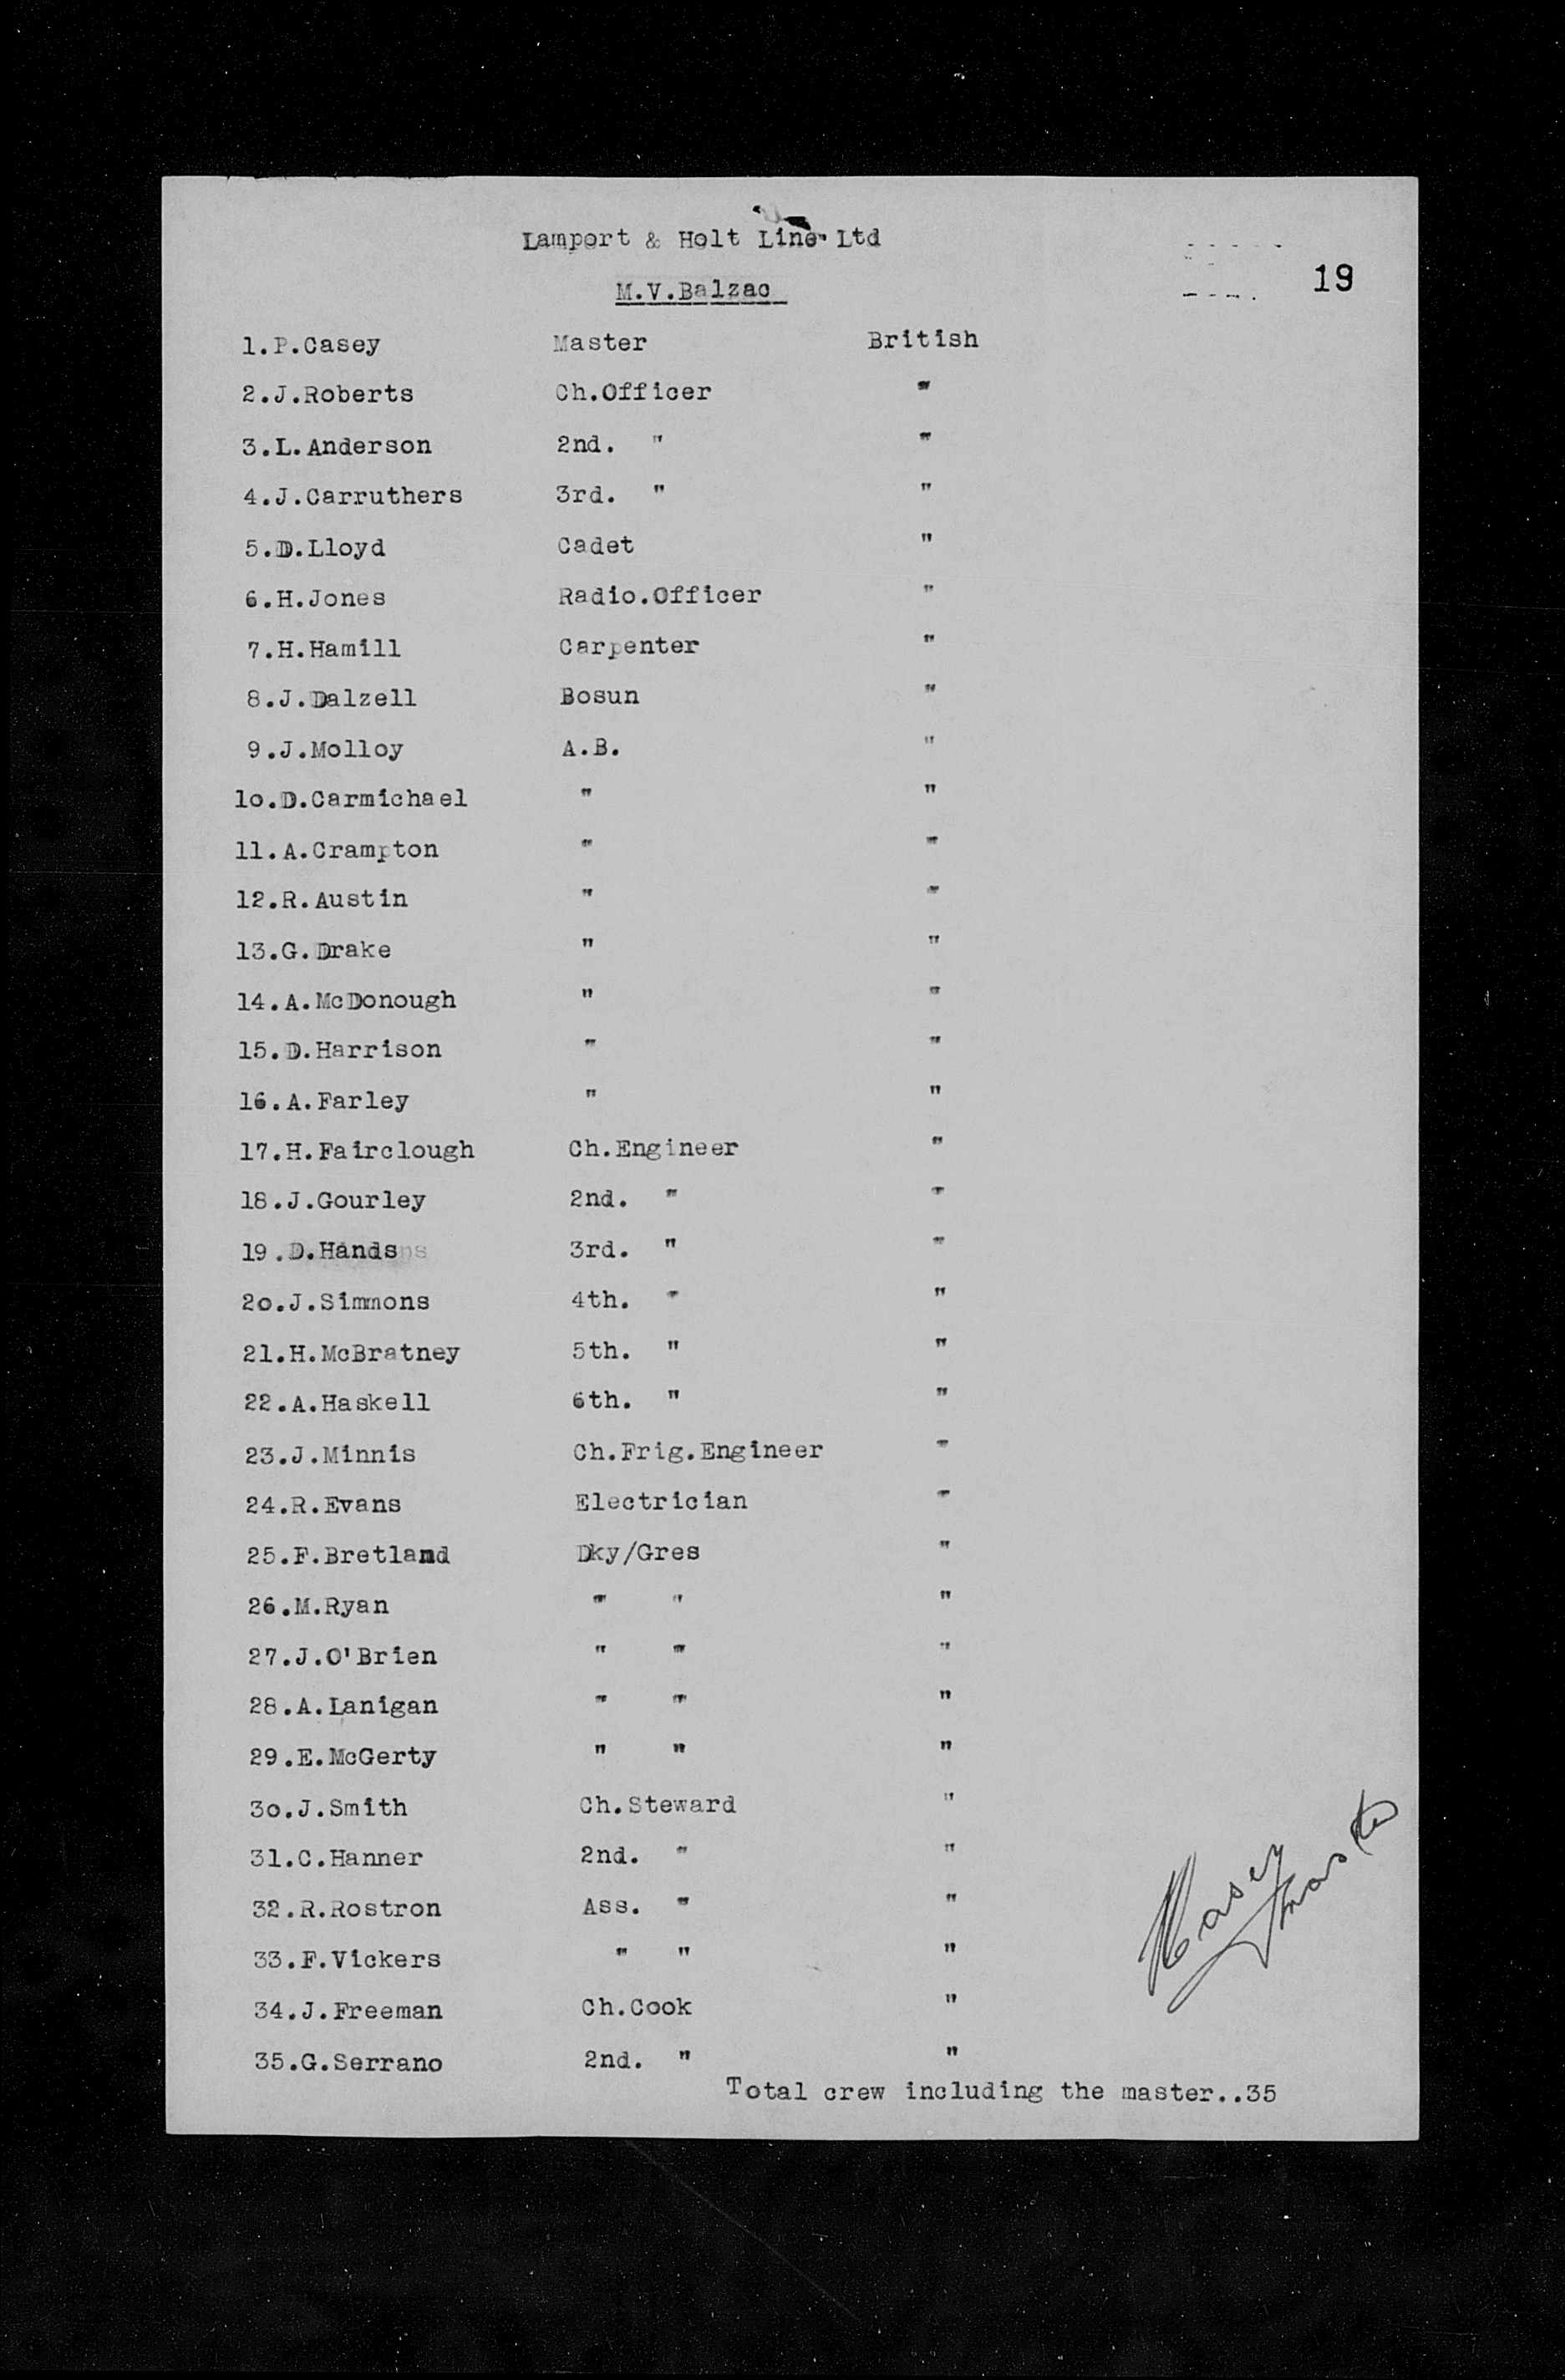 Lamport & Holt Line Ltd
19
M.V.Balzac
1.P.Casey Master British
2.J.Roberts Ch.Officer "
3.L.Anderson 2nd. " "
4.J.Carruthers 3rd. " "
5.D.Lloyd Cadet "
6.H.Jones Radio.Officer "
7.H.Hamill Carpenter "
8.J.Dalzell Bosun "
9.J.Molloy A.B. "
1o.D.Carmichael " "
11.A.Crampton " "
12.R.Austin " "
13.G.Drake " "
14.A.McDonough " "
15.D.Harrison " "
16.A.Farley " "
17.H.Fairclough Ch.Engineer "
18.J.Gourley 2nd. " "
19.D.Hands 3rd. " "
2o.J.Simmons 4th. " "
21.H.McBratney 5th. " "
22.A.Haskell 6th. " "
23.J.Minnis Ch.Frig.Engineer "
24.R.Evans Electrician "
25.F.Bretland Dky/Gres "
26.M.Ryan " " "
27.J.O'Brien " " "
28.A.Lanigan " " "
29.E.McGerty " " "
3o.J.Smith Ch.Steward "
31.C.Hanner 2nd. " "
32.R.Rostron Ass. " "
33.F.Vickers " " "
34.J.Freeman Ch.Cook "
35.G.Serrano 2nd. " "
Total crew including the master..35
PCasey
Master